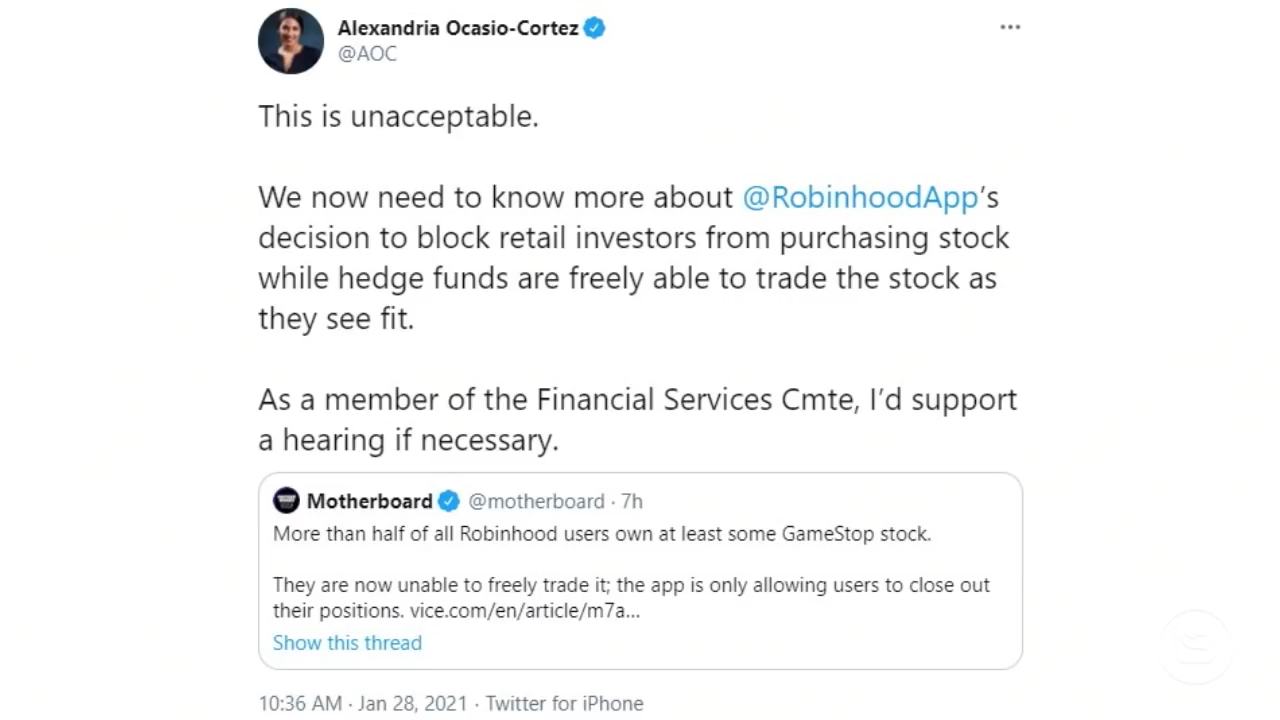 Alexandria Ocasio-Cortez
@AOC
This is unacceptable.
We now need to know more about @RobinhoodApp's
decision to block retail investors from purchasing stock
while hedge funds are freely able to trade the stock as
they see fit.
As a member of the Financial Services Cmte, I'd support
a hearing if necessary.
Motherboard @motherboard · 7h
More than half of all Robinhood users own at least some GameStop stock.
They are now unable to freely trade it; the app is only allowing users to close out
their positions. vice.com/en/article/m7a...
Show this thread
10:36 AM · Jan 28, 2021 · Twitter for iPhone